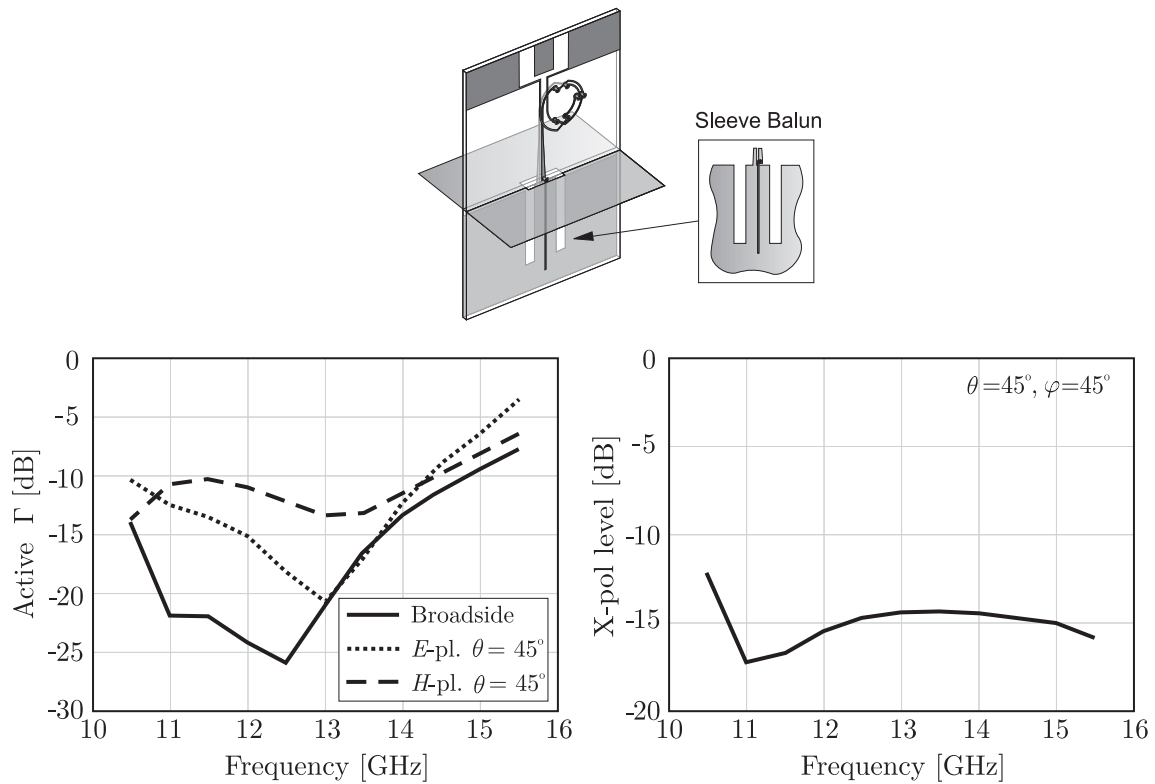 Sleeve Balun
0
-5
-10
-15
-20
-25
-30
10 11 12 13 14 15 16
Active Γ [dB]
Frequency [GHz]
Broadside
E-pl. θ = 45°
H-pl. θ = 45°
0
-5
-10
-15
-20
10 11 12 13 14 15 16
X-pol level [dB]
Frequency [GHz]
θ=45°, φ=45°